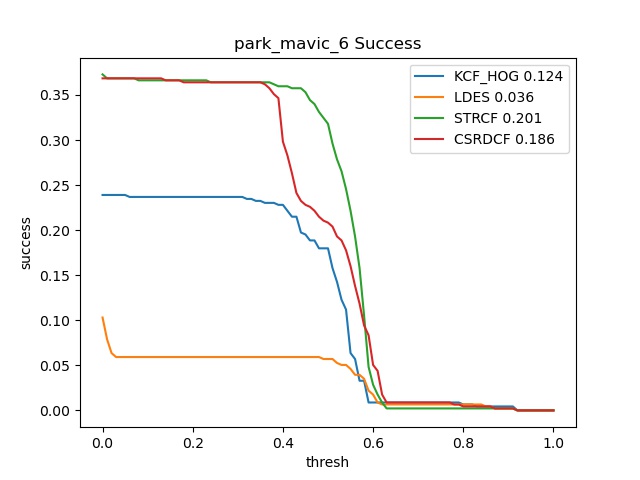 park_mavic_6 Success
KCF_HOG 0.124
LDES 0.036
STRCF 0.201
CSRDCF 0.186
success
0.35
0.30
0.25
0.20
0.15
0.10
0.05
0.00
0.0 0.2 0.4 0.6 0.8 1.0
thresh